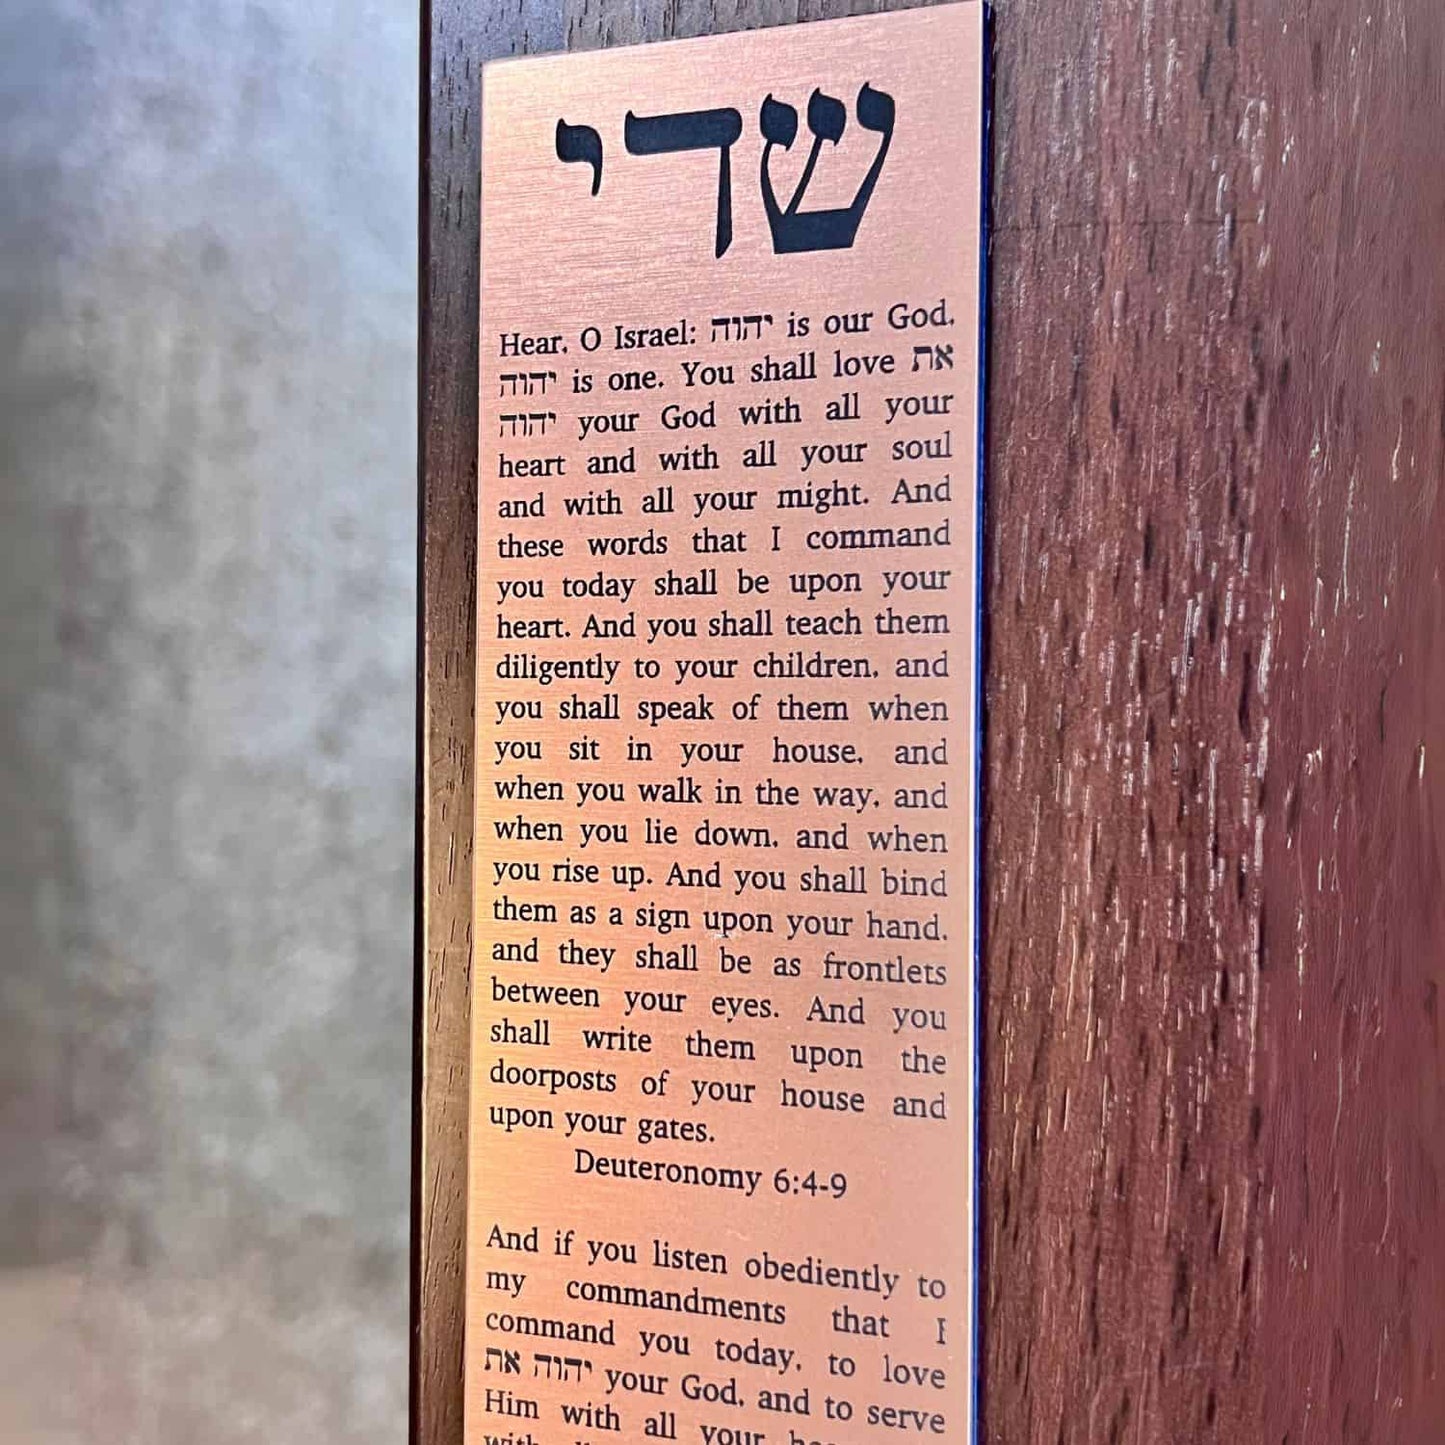 שדי
Hear, O Israel: יהוה is our God,
יהוה is one. You shall love את
יהוה your God with all your
heart and with all your soul
and with all your might. And
these words that I command
you today shall be upon your
heart. And you shall teach them
diligently to your children, and
you shall speak of them when
you sit in your house, and
when you walk in the way, and
when you lie down, and when
you rise up. And you shall bind
them as a sign upon your hand,
and they shall be as frontlets
between your eyes. And you
shall write them upon the
doorposts of your house and
upon your gates.
Deuteronomy 6:4-9
And if you listen obediently to
my commandments that I
command you today, to love
את יהוה your God, and to serve
Him with all your